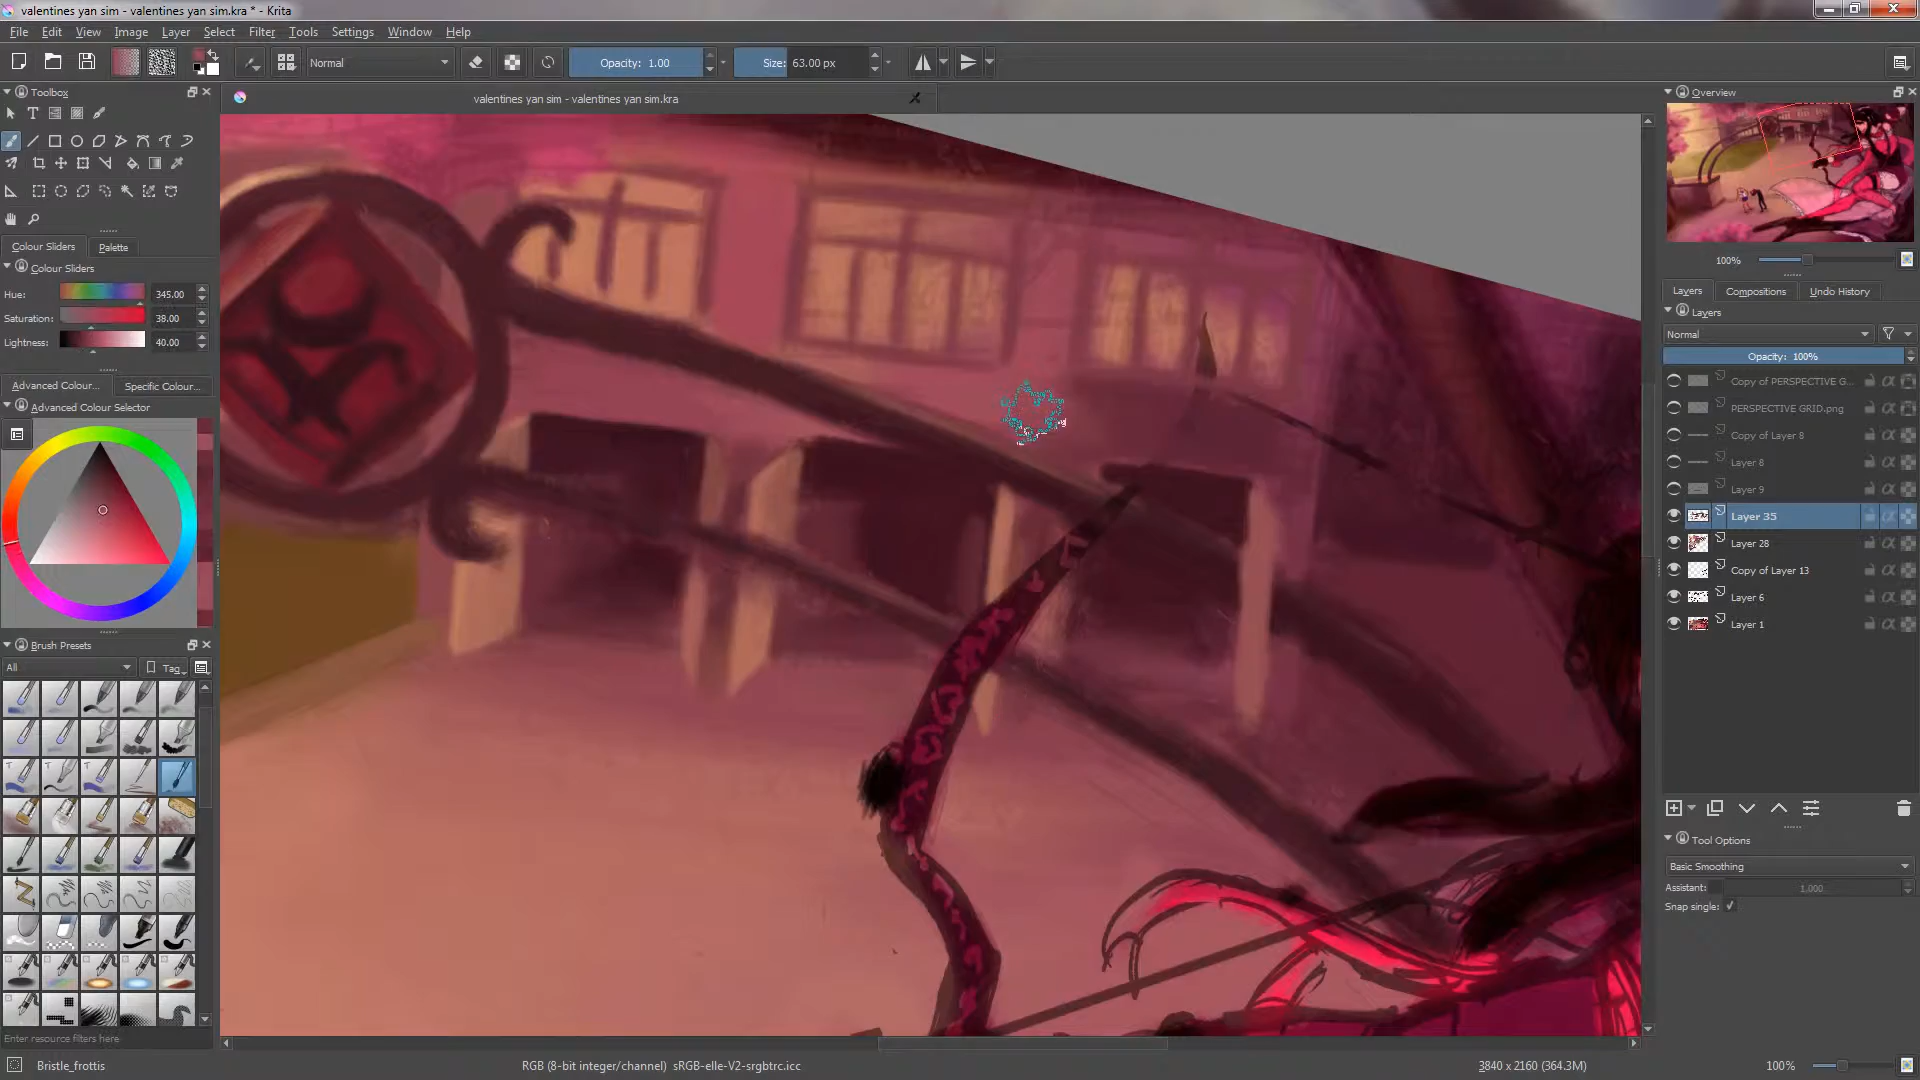 valentines yan sim - valentines yan sim.kra * - Krita
File Edit View Image Layer Select Filter Tools Settings Window Help
Normal
Opacity: 1.00
Size: 63.00 px
Toolbox
valentines yan sim - valentines yan sim.kra
Overview
100%
Colour Sliders Palette
Colour Sliders
Hue: 345.00
Saturation: 38.00
Lightness: 40.00
Advanced Colour... Specific Colour...
Advanced Colour Selector
Brush Presets
All
Tag
T T
Enter resource filters here
Layers Compositions Undo History
Layers
Normal
Opacity: 100%
Copy of PERSPECTIVE G...
PERSPECTIVE GRID.png
Copy of Layer 8
Layer 8
Layer 9
Layer 35
Layer 28
Copy of Layer 13
Layer 6
Layer 1
Tool Options
Basic Smoothing
Assistant: 1.000
Snap single:
Bristle_frottis
RGB (8-bit integer/channel) sRGB-elle-V2-srgbtrc.icc
3840 x 2160 (364.3M)
100%